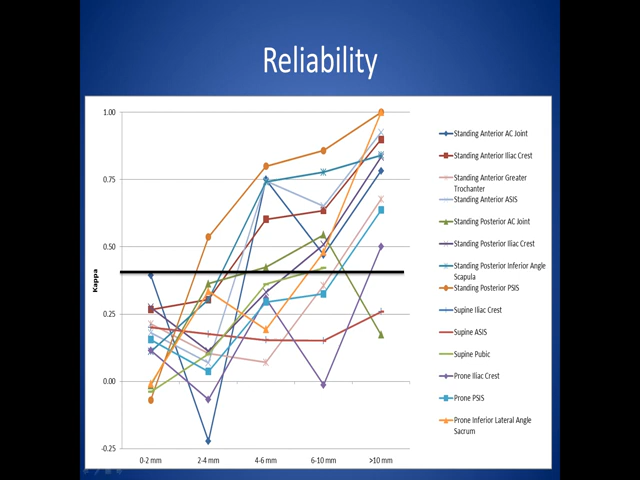 Reliability
1.00
0.75
0.50
0.25
0.00
-0.25
Kappa
0-2 mm
2-4 mm
4-6 mm
6-10 mm
>10 mm
Standing Anterior AC Joint
Standing Anterior Iliac Crest
Standing Anterior Greater
Trochanter
Standing Anterior ASIS
Standing Posterior AC Joint
Standing Posterior Iliac Crest
Standing Posterior Inferior Angle
Scapula
Standing Posterior PSIS
Supine Iliac Crest
Supine ASIS
Supine Pubic
Prone Iliac Crest
Prone PSIS
Prone Inferior Lateral Angle
Sacrum